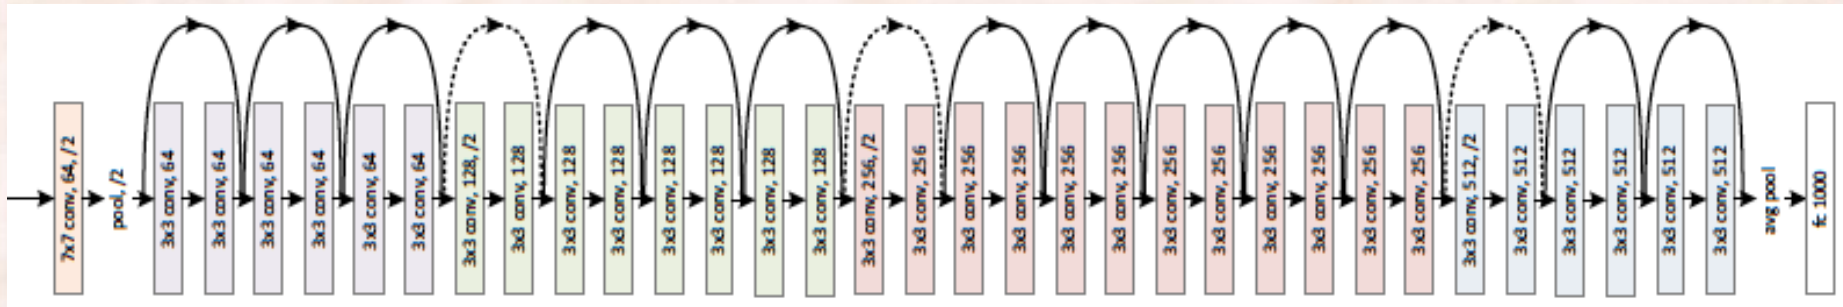 7x7 conv, 64, /2
pool, /2
3x3 conv, 64
3x3 conv, 64
3x3 conv, 64
3x3 conv, 64
3x3 conv, 64
3x3 conv, 64
3x3 conv, 128, /2
3x3 conv, 128
3x3 conv, 128
3x3 conv, 128
3x3 conv, 128
3x3 conv, 128
3x3 conv, 128
3x3 conv, 128
3x3 conv, 256, /2
3x3 conv, 256
3x3 conv, 256
3x3 conv, 256
3x3 conv, 256
3x3 conv, 256
3x3 conv, 256
3x3 conv, 256
3x3 conv, 256
3x3 conv, 256
3x3 conv, 256
3x3 conv, 256
3x3 conv, 512, /2
3x3 conv, 512
3x3 conv, 512
3x3 conv, 512
3x3 conv, 512
3x3 conv, 512
avg pool
fc 1000